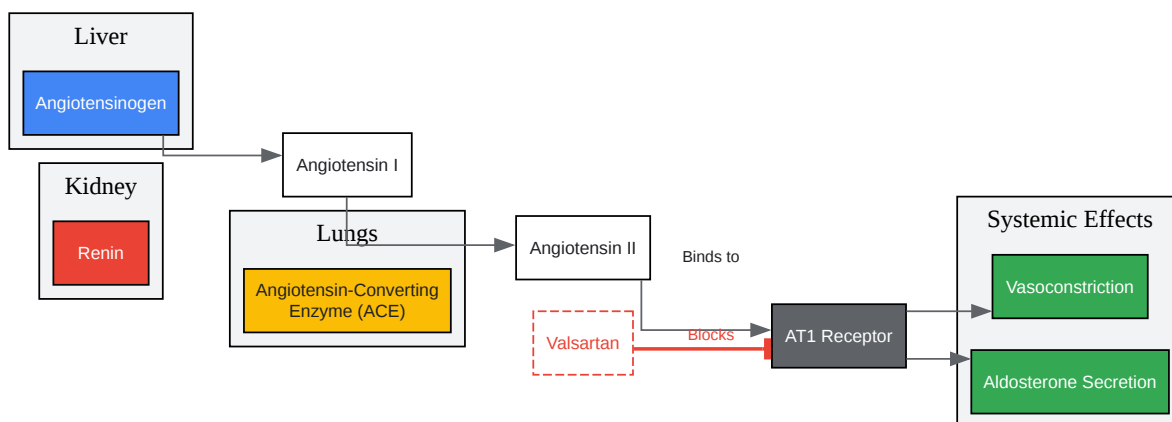 Liver
Angiotensinogen
Kidney
Renin
Angiotensin I
Lungs
Angiotensin-Converting
Enzyme (ACE)
Angiotensin II
Binds to
Valsartan
Blocks
AT1 Receptor
Systemic Effects
Vasoconstriction
Aldosterone Secretion